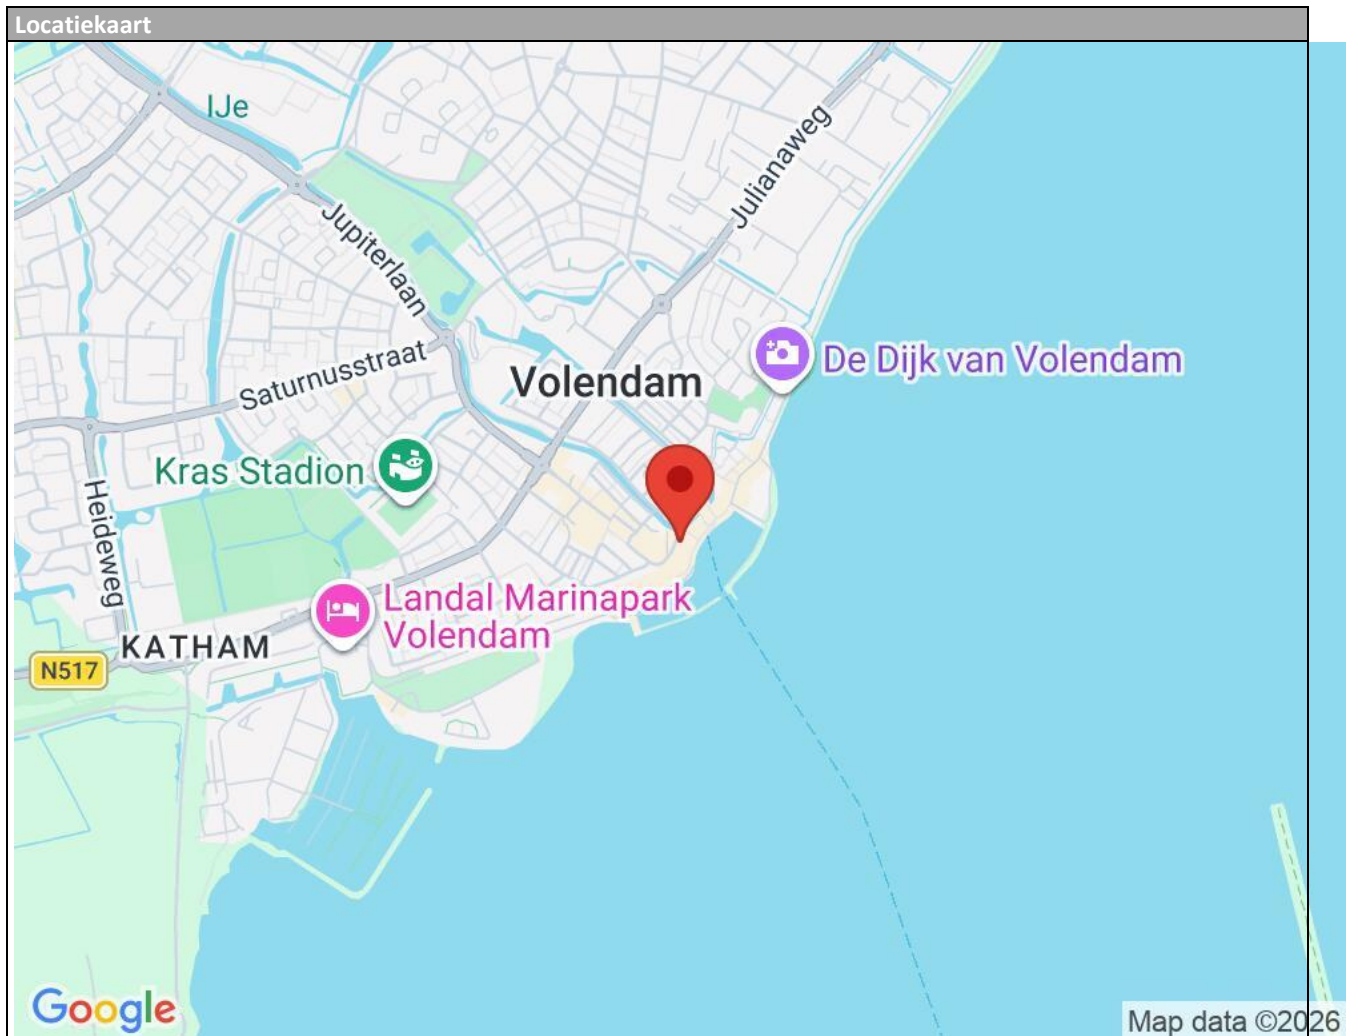 Locatiekaart
IJe
Julianaweg
Jupiterlaan
De Dijk van Volendam
Saturnusstraat
Volendam
Kras Stadion
Heideweg
Landal Marinapark
Volendam
KATHAM
N517
Google
Map data ©2026